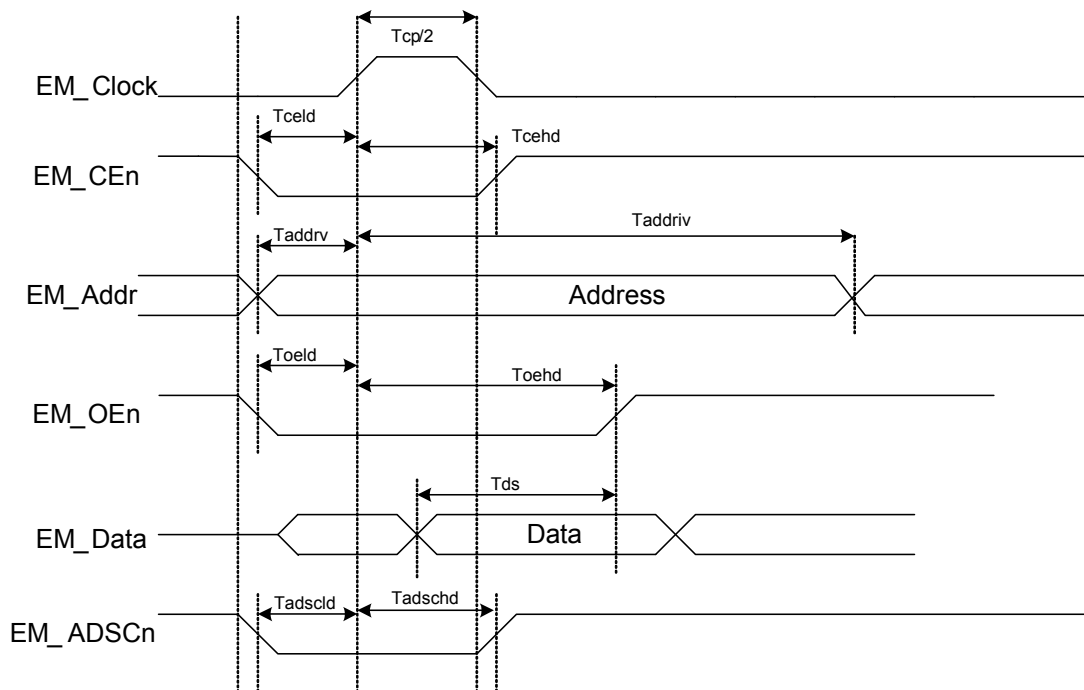 Tcp/2
EM_Clock
Tceld
Tcehd
EM_CEn
Taddrv
Taddriv
EM_Addr
Address
Toeld
Toehd
EM_OEn
Tds
EM_Data
Data
Tadscld
Tadschd
EM_ADSCn